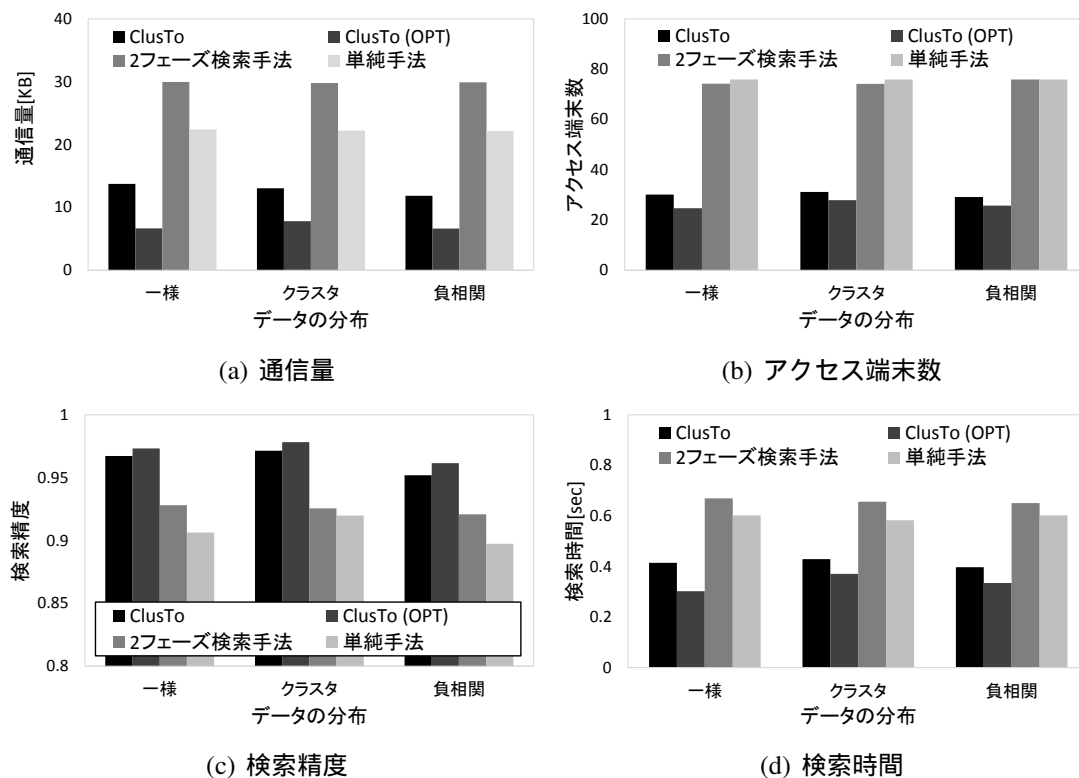 40
30
20
10
0
通信量[KB]
ClusTo
ClusTo (OPT)
2フェーズ検索手法
単純手法
一様
クラスタ
負相関
データの分布
(a) 通信量
100
80
60
40
20
0
アクセス端末数
ClusTo
ClusTo (OPT)
2フェーズ検索手法
単純手法
一様
クラスタ
負相関
データの分布
(b) アクセス端末数
1
0.95
0.9
0.85
0.8
検索精度
ClusTo
ClusTo (OPT)
2フェーズ検索手法
単純手法
一様
クラスタ
負相関
データの分布
(c) 検索精度
1
0.8
0.6
0.4
0.2
0
検索時間[sec]
ClusTo
ClusTo (OPT)
2フェーズ検索手法
単純手法
一様
クラスタ
負相関
データの分布
(d) 検索時間